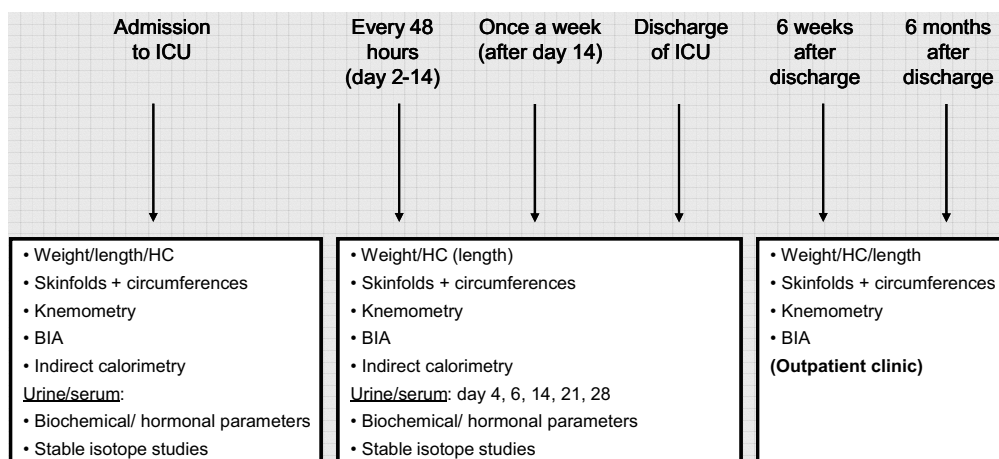 Admission
to ICU
Every 48
hours
(day 2-14)
Once a week
(after day 14)
Discharge
of ICU
6 weeks
after
discharge
6 months
after
discharge
• Weight/length/HC
• Skinfolds + circumferences
• Knemometry
• BIA
• Indirect calorimetry
Urine/serum:
• Biochemical/ hormonal parameters
• Stable isotope studies
• Weight/HC (length)
• Skinfolds + circumferences
• Knemometry
• BIA
• Indirect calorimetry
Urine/serum: day 4, 6, 14, 21, 28
• Biochemical/ hormonal parameters
• Stable isotope studies
• Weight/HC/length
• Skinfolds + circumferences
• Knemometry
• BIA
(Outpatient clinic)